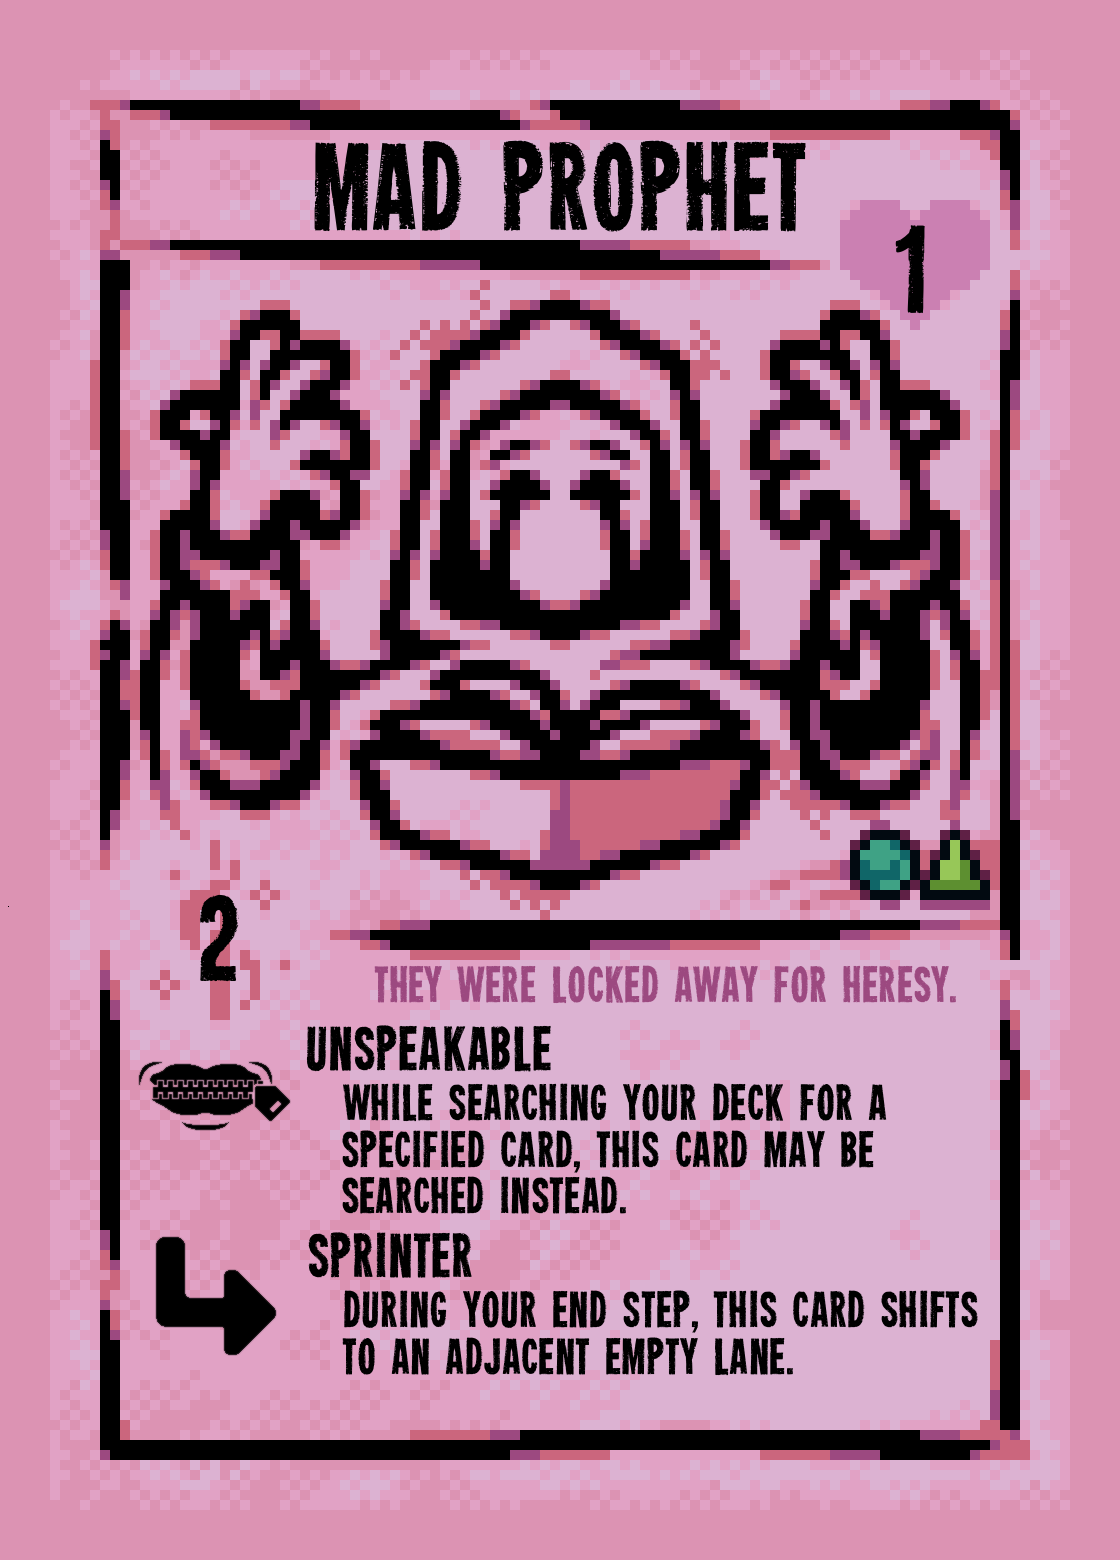 MAD PROPHET
1
2
THEY WERE LOCKED AWAY FOR HERESY.
UNSPEAKABLE
WHILE SEARCHING YOUR DECK FOR A
SPECIFIED CARD, THIS CARD MAY BE
SEARCHED INSTEAD.
SPRINTER
DURING YOUR END STEP, THIS CARD SHIFTS
TO AN ADJACENT EMPTY LANE.